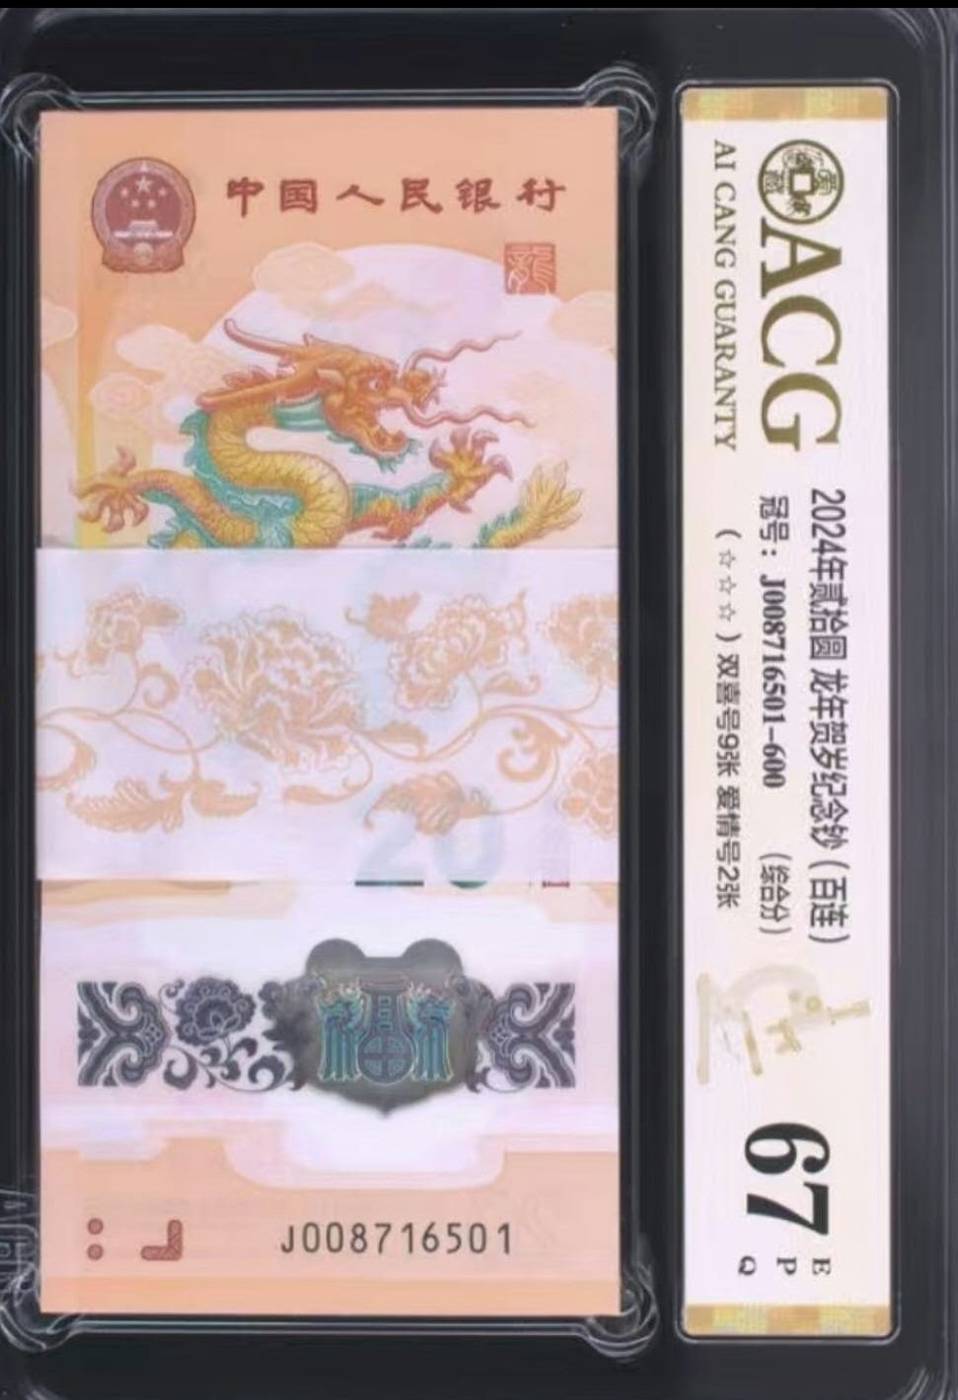 中国人民银行
龍
20
J008716501
ACG
AI CANG GUARANTY
2024年贰拾圆 龙年贺岁纪念钞（百连）
冠号：J008716501-600 （综合分）
（☆☆☆）双喜号9张 爱情号2张
67
E
P
Q